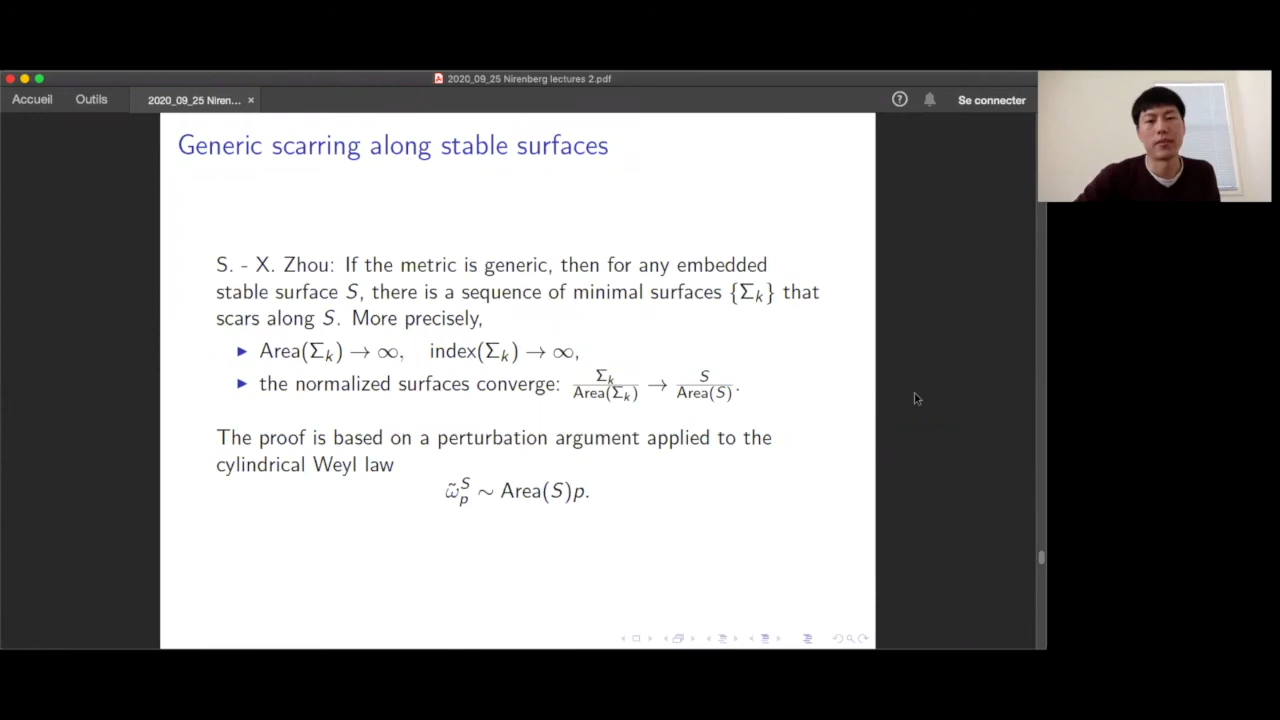 2020_09_25 Nirenberg lectures 2.pdf
Accueil Outils 2020_09_25 Niren... × Se connecter
Generic scarring along stable surfaces
S. - X. Zhou: If the metric is generic, then for any embedded
stable surface S, there is a sequence of minimal surfaces {Σ_k} that
scars along S. More precisely,
▶ Area(Σ_k) → ∞, index(Σ_k) → ∞,
▶ the normalized surfaces converge: Σ_k/Area(Σ_k) → S/Area(S).
The proof is based on a perturbation argument applied to the
cylindrical Weyl law
ω̃_p^S ∼ Area(S)p.